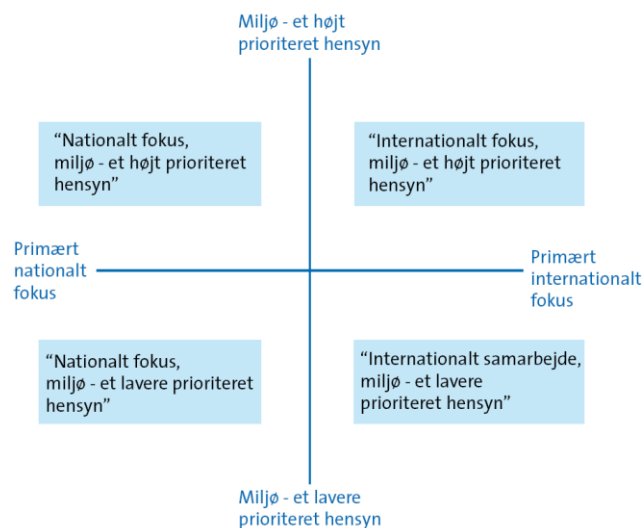 Miljø - et højt
prioriteret hensyn
“Nationalt fokus,
miljø - et højt prioriteret
hensyn”
“Internationalt fokus,
miljø - et højt prioriteret
hensyn”
Primært
nationalt
fokus
Primært
internationalt
fokus
“Nationalt fokus,
miljø - et lavere prioriteret
hensyn”
“Internationalt samarbejde,
miljø - et lavere
prioriteret hensyn”
Miljø - et lavere
prioriteret hensyn